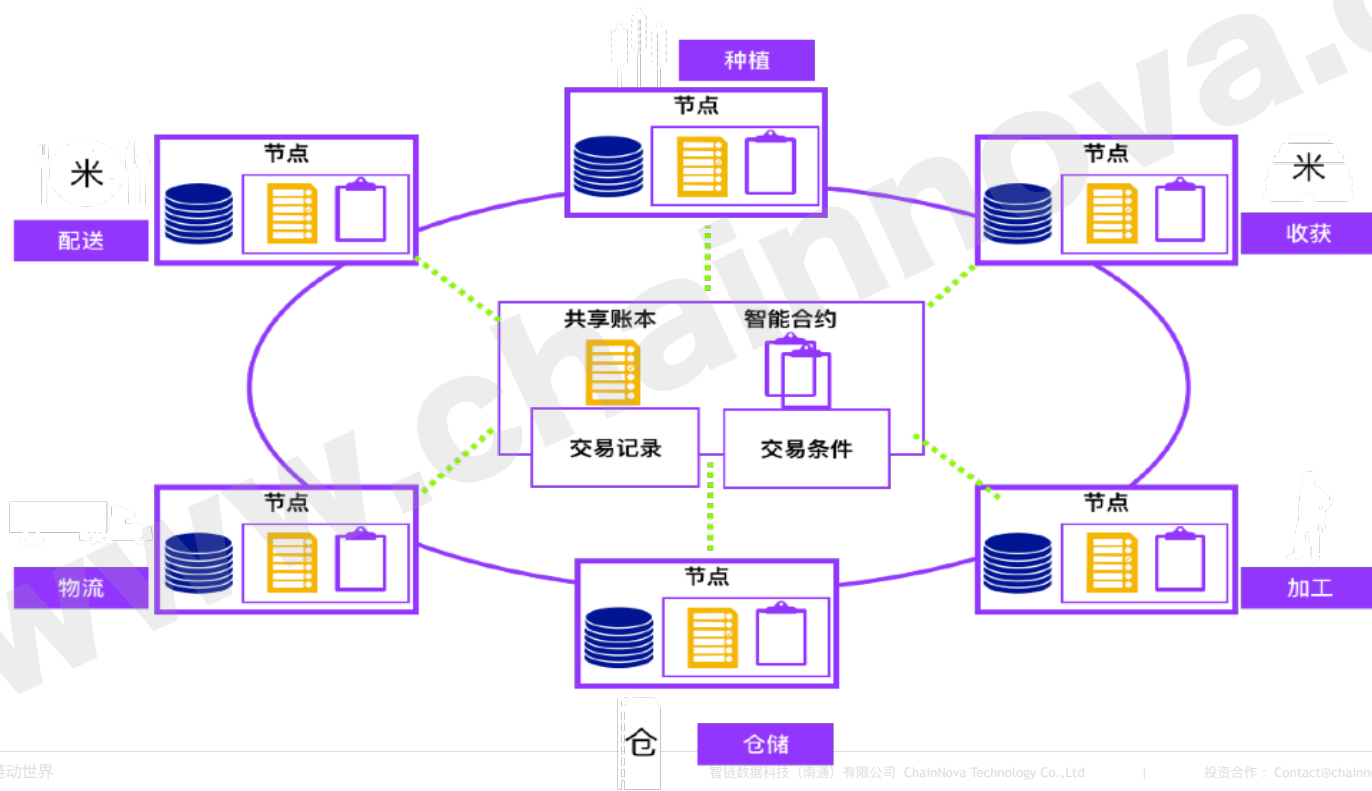 种植
节点
节点
节点
米
米
配送
收获
共享账本
智能合约
交易记录
交易条件
节点
节点
物流
节点
加工
仓
仓储
链动世界
智链数据科技（南通）有限公司 ChainNova Technology Co.,Ltd | 投资合作： Contact@chainn
www.chainnova.c